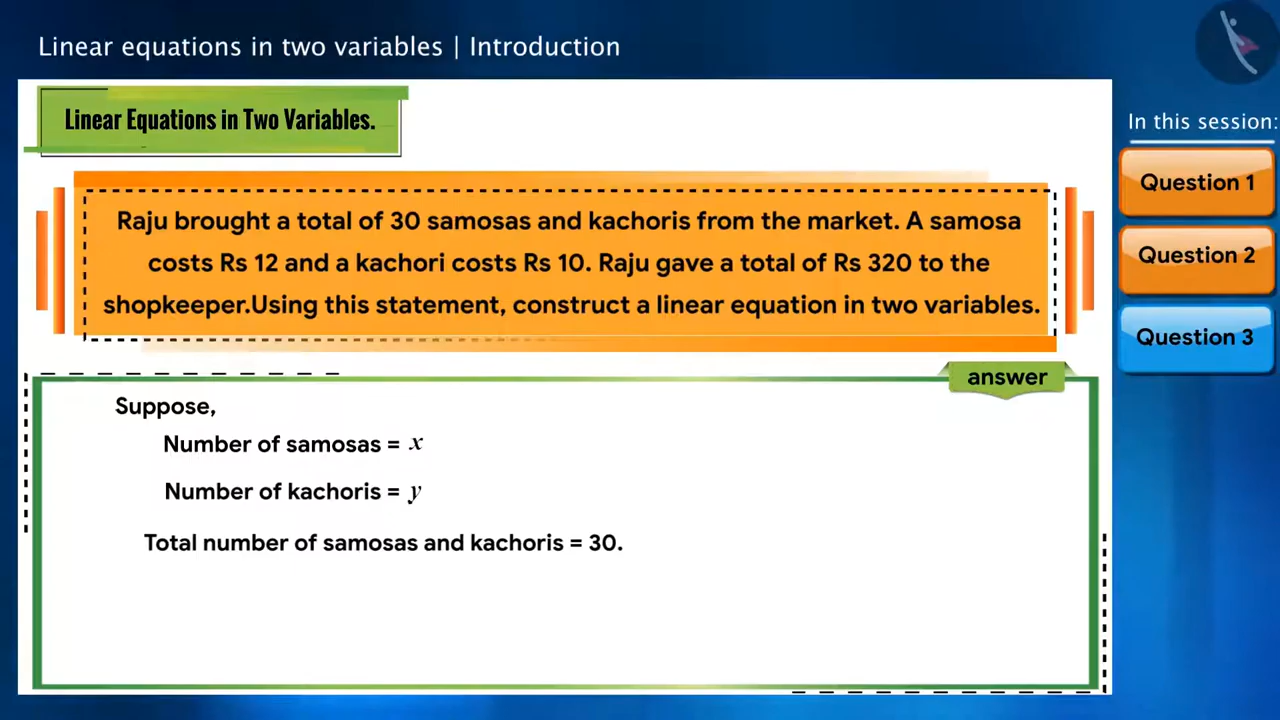 Linear equations in two variables | Introduction
Linear Equations in Two Variables.
In this session:
Question 1
Question 2
Question 3
Raju brought a total of 30 samosas and kachoris from the market. A samosa
costs Rs 12 and a kachori costs Rs 10. Raju gave a total of Rs 320 to the
shopkeeper.Using this statement, construct a linear equation in two variables.
answer
Suppose,
Number of samosas = x
Number of kachoris = y
Total number of samosas and kachoris = 30.